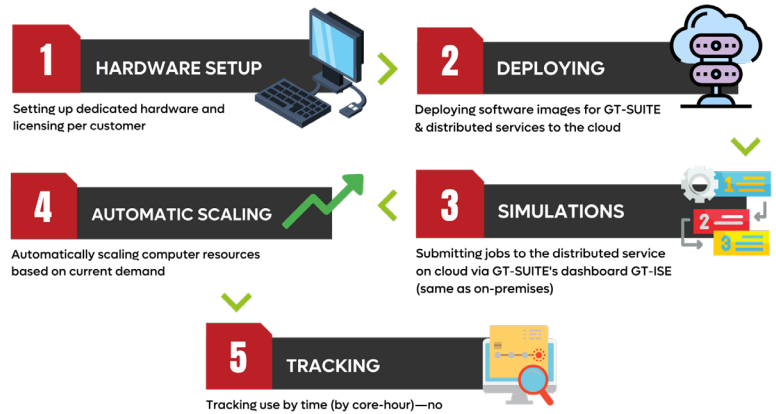 1
HARDWARE SETUP
Setting up dedicated hardware and
licensing per customer
2
DEPLOYING
Deploying software images for GT-SUITE
& distributed services to the cloud
3
SIMULATIONS
1
2
3
Submitting jobs to the distributed service
on cloud via GT-SUITE's dashboard GT-ISE
(same as on-premises)
4
AUTOMATIC SCALING
Automatically scaling computer resources
based on current demand
5
TRACKING
Tracking use by time (by core-hour)—no